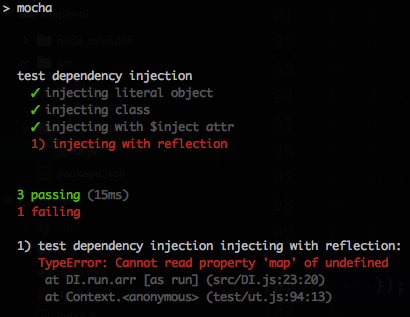 > mocha
test dependency injection
✓ injecting literal object
✓ injecting class
✓ injecting with $inject attr
1) injecting with reflection
3 passing (15ms)
1 failing
1) test dependency injection injecting with reflection:
TypeError: Cannot read property 'map' of undefined
at DI.run.arr [as run] (src/DI.js:23:20)
at Context.<anonymous> (test/ut.js:94:13)